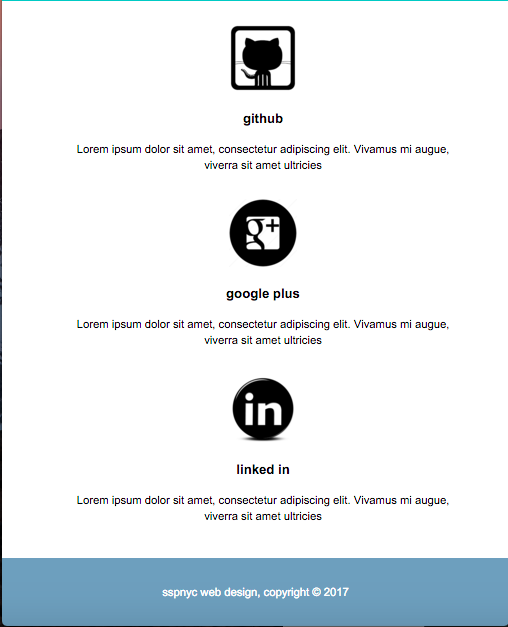 github
Lorem ipsum dolor sit amet, consectetur adipiscing elit. Vivamus mi augue,
viverra sit amet ultricies
g+
google plus
Lorem ipsum dolor sit amet, consectetur adipiscing elit. Vivamus mi augue,
viverra sit amet ultricies
in
linked in
Lorem ipsum dolor sit amet, consectetur adipiscing elit. Vivamus mi augue,
viverra sit amet ultricies
sspnyc web design, copyright © 2017